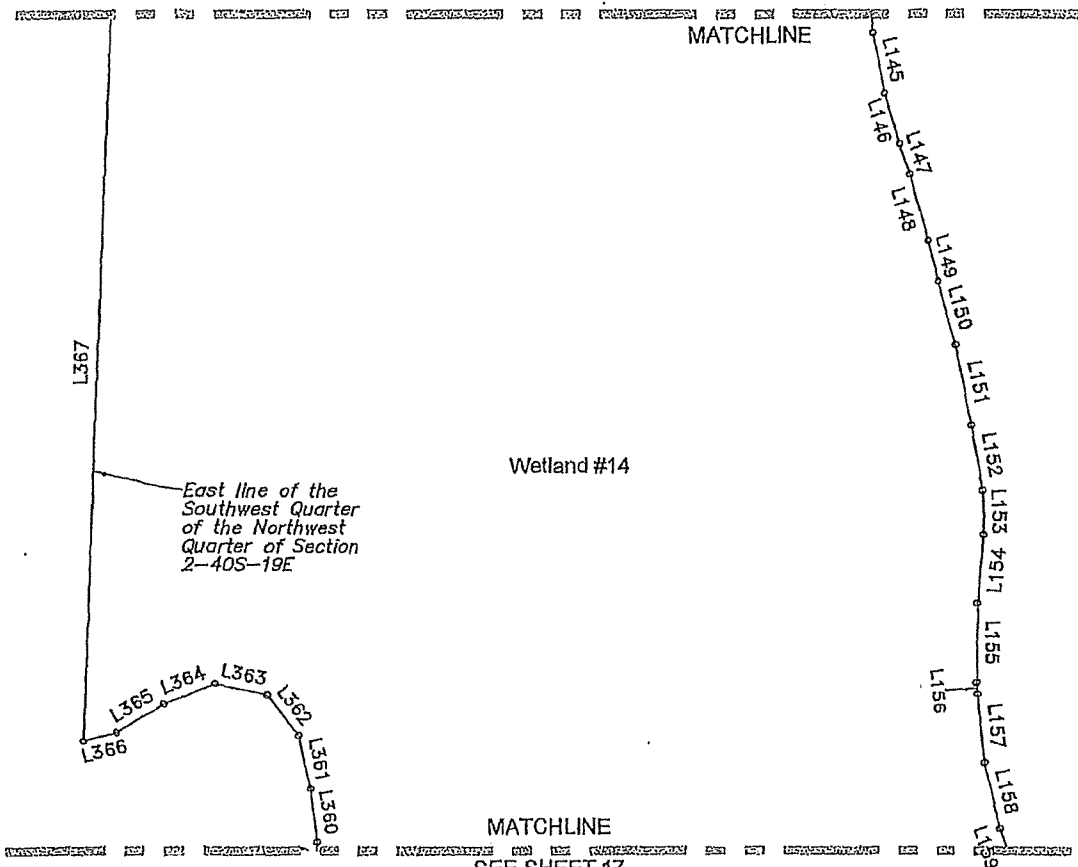 MATCHLINE
L145
L146
L147
L148
L149
L150
L151
L367
L152
Wetland #14
East line of the
Southwest Quarter
of the Northwest
Quarter of Section
2-40S-19E
L153
L154
L155
L156
L363
L364
L362
L365
L366
L157
L361
L360
L158
MATCHLINE
L159
SEE SHEET 17